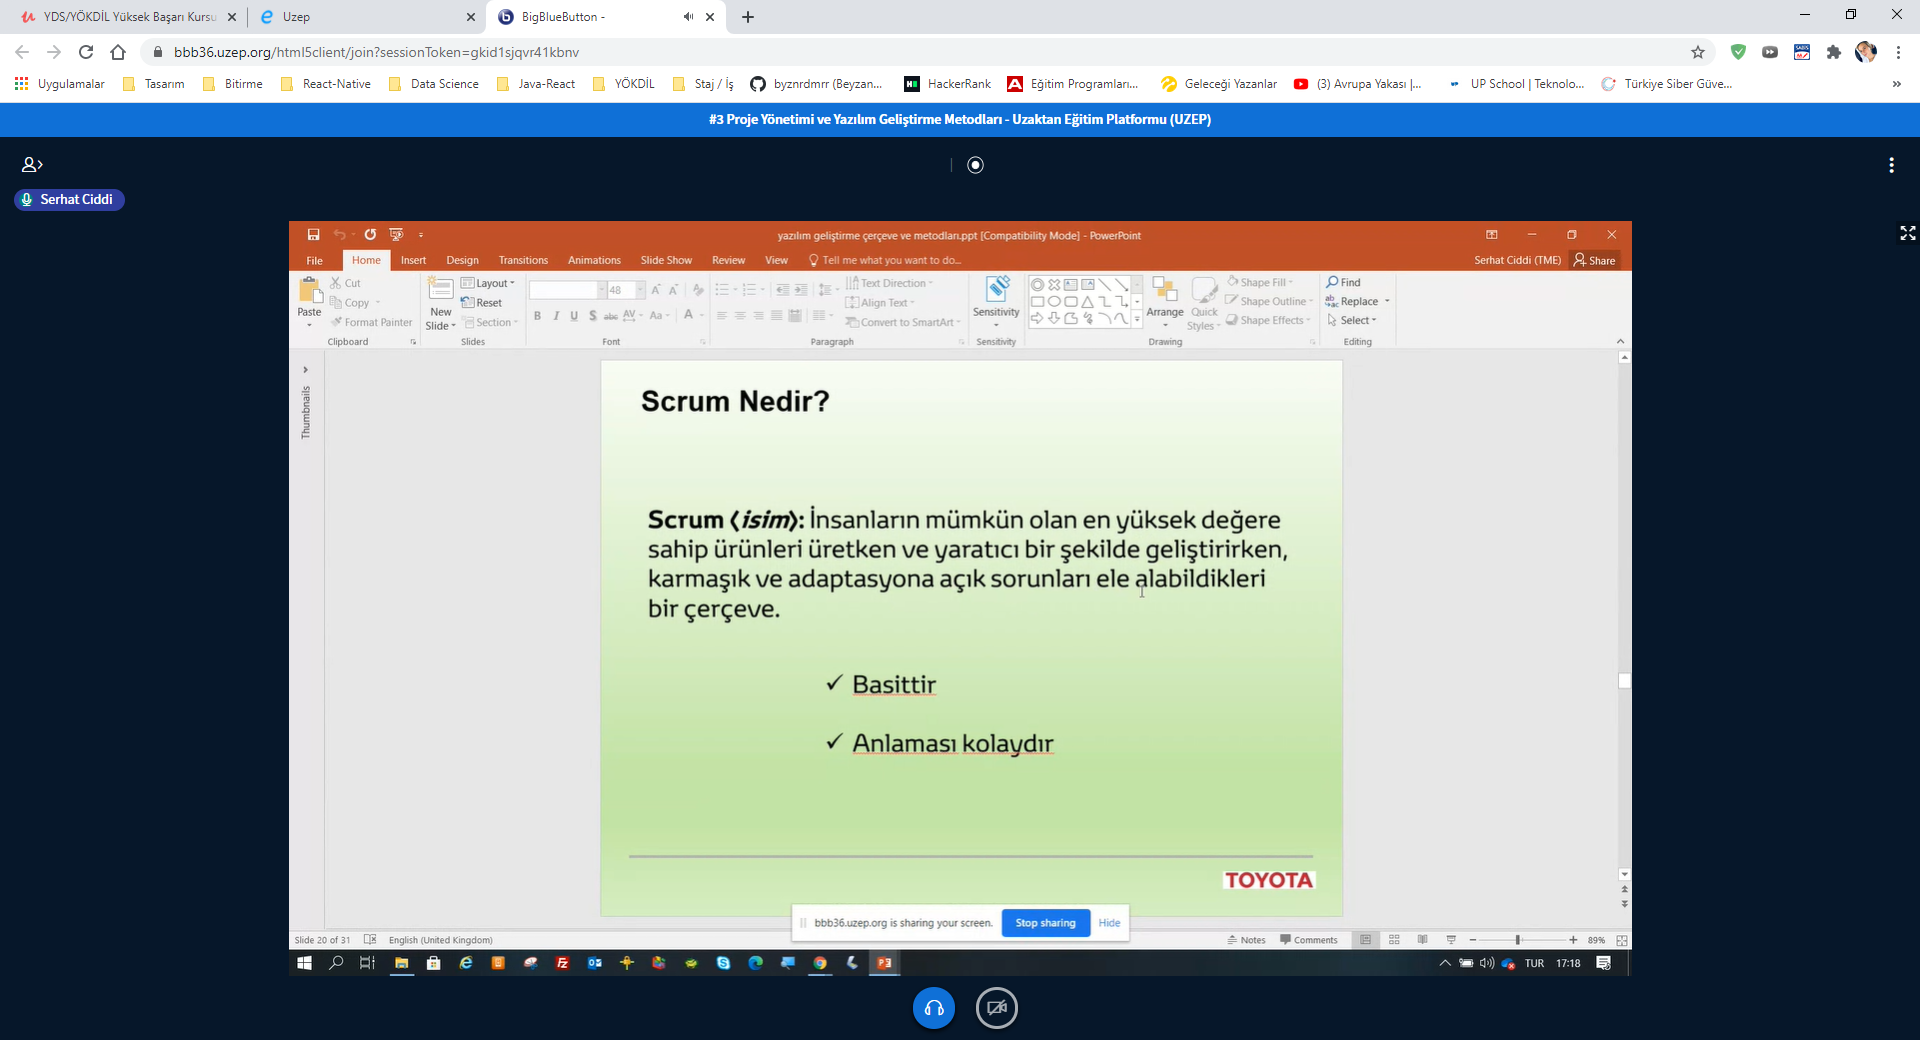 YDS/YÖKDİL Yüksek Başarı Kursu
Uzep
BigBlueButton -
bbb36.uzep.org/html5client/join?sessionToken=gkid1sjqvr41kbnv
Uygulamalar
Tasarım
Bitirme
React-Native
Data Science
Java-React
YÖKDİL
Staj / İş
byznrdmrr (Beyzan...
HackerRank
Eğitim Programları...
Geleceği Yazanlar
(3) Avrupa Yakası |...
UP School | Teknolo...
Türkiye Siber Güve...
#3 Proje Yönetimi ve Yazılım Geliştirme Metodları - Uzaktan Eğitim Platformu (UZEP)
Serhat Ciddi
yazılım geliştirme çerçeve ve metodları.ppt [Compatibility Mode] - PowerPoint
File Home Insert Design Transitions Animations Slide Show Review View Tell me what you want to do...
Serhat Ciddi (TME) Share
Paste
Cut
Copy
Format Painter
Clipboard
New Slide
Layout
Reset
Section
Slides
48
B I U S abc AV Aa A
Font
Text Direction
Align Text
Convert to SmartArt
Paragraph
Sensitivity
Sensitivity
Arrange
Quick Styles
Shape Fill
Shape Outline
Shape Effects
Drawing
Find
Replace
Select
Editing
Thumbnails
Scrum Nedir?
Scrum (isim): İnsanların mümkün olan en yüksek değere
sahip ürünleri üretken ve yaratıcı bir şekilde geliştirirken,
karmaşık ve adaptasyona açık sorunları ele alabildikleri
bir çerçeve.
✓ Basittir
✓ Anlaması kolaydır
TOYOTA
bbb36.uzep.org is sharing your screen. Stop sharing Hide
Slide 20 of 31 English (United Kingdom)
Notes Comments 89%
TUR 17:18